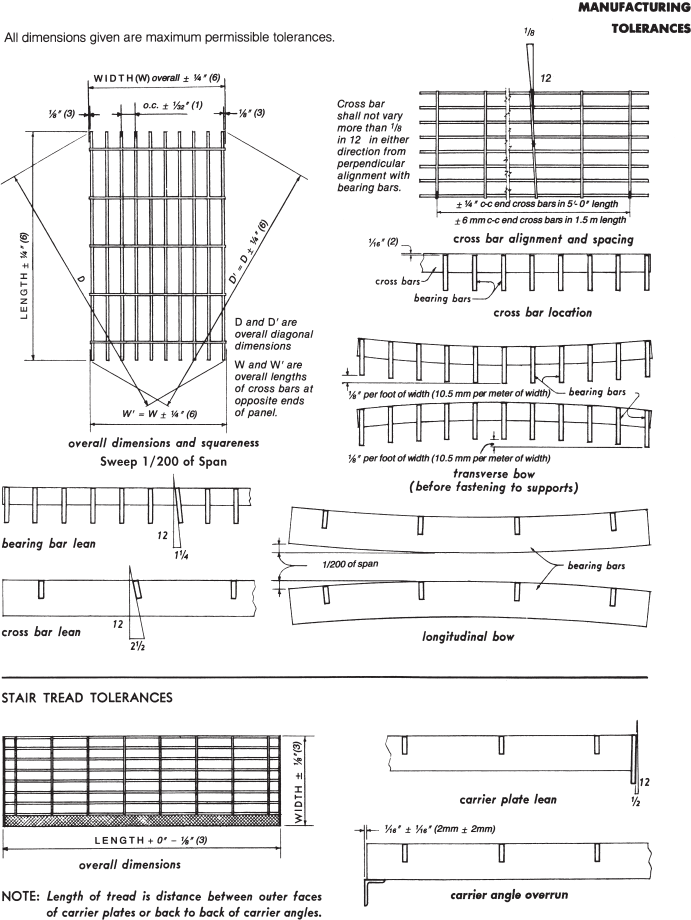 MANUFACTURING
TOLERANCES
All dimensions given are maximum permissible tolerances.
WIDTH (W) overall ± ¼" (6)
⅛" (3)
o.c. ± 1/32" (1)
⅛" (3)
LENGTH ± ¼" (6)
D
D' = D ± ¼" (6)
D and D' are
overall diagonal
dimensions
W and W' are
overall lengths
of cross bars at
opposite ends
of panel.
W' = W ± ¼" (6)
overall dimensions and squareness
Sweep 1/200 of Span
1/8
12
Cross bar
shall not vary
more than 1/8
in 12 in either
direction from
perpendicular
alignment with
bearing bars.
± ¼" c-c end cross bars in 5'- 0" length
± 6 mm c-c end cross bars in 1.5 m length
cross bar alignment and spacing
1/16" (2)
cross bars
bearing bars
cross bar location
⅛" per foot of width (10.5 mm per meter of width)
bearing bars
⅛" per foot of width (10.5 mm per meter of width)
transverse bow
(before fastening to supports)
12
1¼
bearing bar lean
12
2½
cross bar lean
1/200 of span
bearing bars
longitudinal bow
STAIR TREAD TOLERANCES
WIDTH ± ⅛" (3)
LENGTH + 0" – ⅛" (3)
overall dimensions
NOTE: Length of tread is distance between outer faces
of carrier plates or back to back of carrier angles.
12
½
carrier plate lean
1/16" ± 1/16" (2mm ± 2mm)
carrier angle overrun